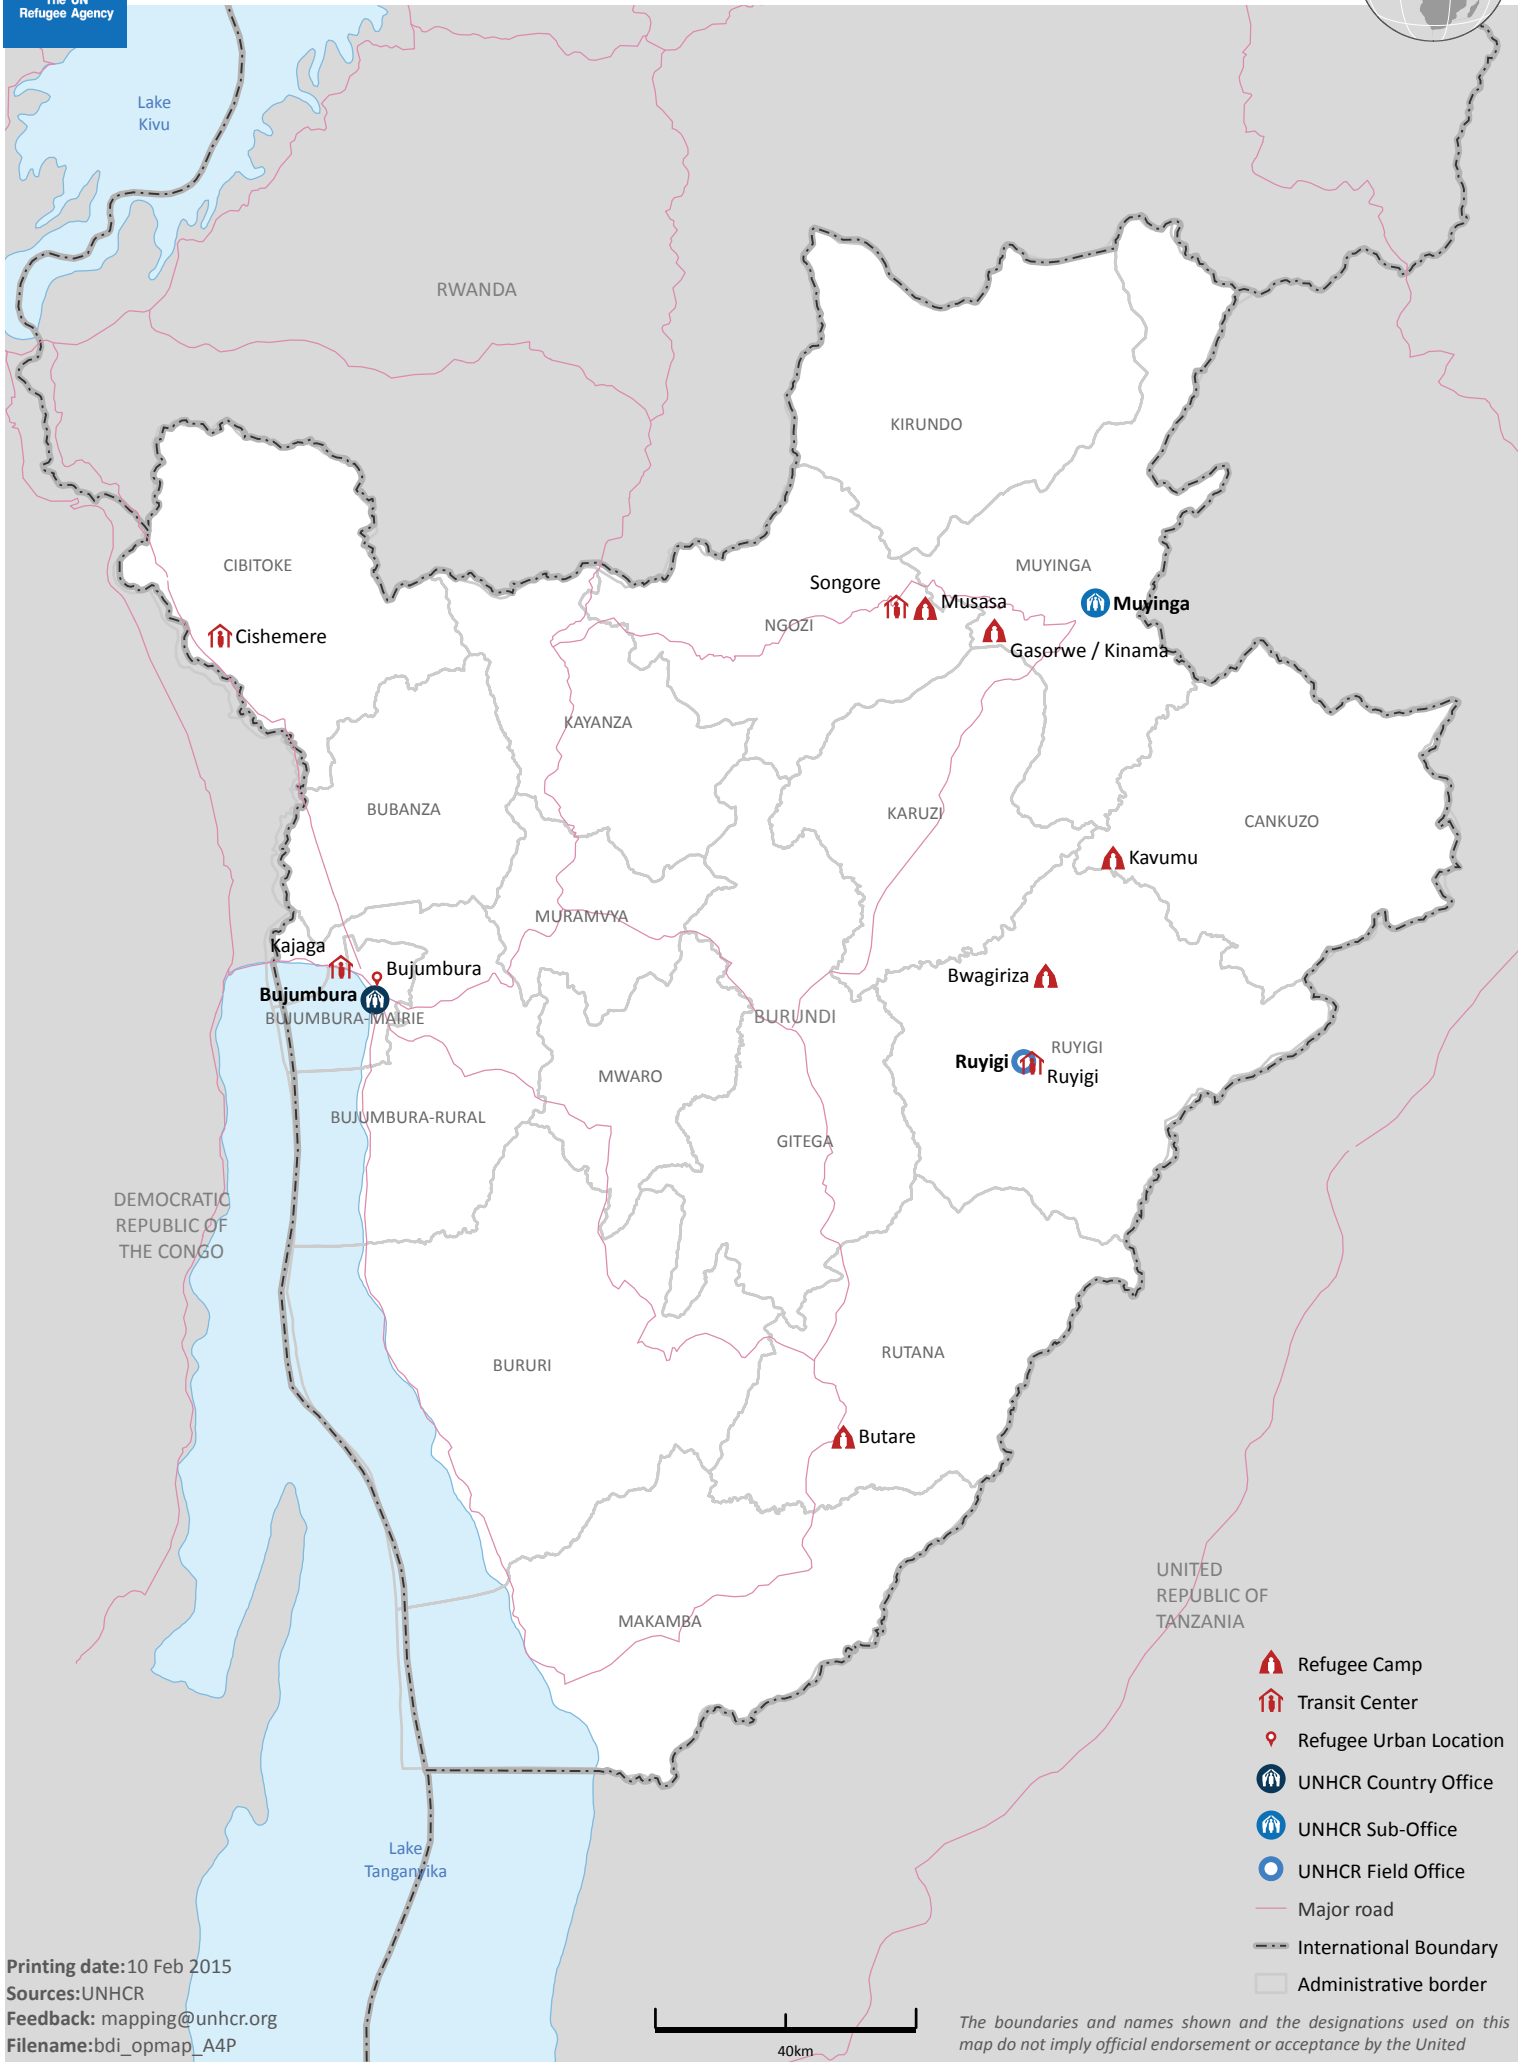 The UN
Refugee Agency
Lake
Kivu
RWANDA
KIRUNDO
CIBITOKE
MUYINGA
Songore
Musasa
Muyinga
NGOZI
Cishemere
Gasorwe / Kinama
KAYANZA
BUBANZA
KARUZI
CANKUZO
Kavumu
MURAMVYA
Kajaga
Bujumbura
Bwagiriza
Bujumbura
BUJUMBURA-MAIRIE
BURUNDI
RUYIGI
Ruyigi
Ruyigi
MWARO
BUJUMBURA-RURAL
GITEGA
DEMOCRATIC
REPUBLIC OF
THE CONGO
RUTANA
BURURI
Butare
UNITED
REPUBLIC OF
TANZANIA
MAKAMBA
Refugee Camp
Transit Center
Refugee Urban Location
UNHCR Country Office
UNHCR Sub-Office
UNHCR Field Office
Major road
International Boundary
Administrative border
Lake
Tanganyika
Printing date:10 Feb 2015
Sources:UNHCR
Feedback: mapping@unhcr.org
Filename:bdi_opmap_A4P
40km
The boundaries and names shown and the designations used on this
map do not imply official endorsement or acceptance by the United